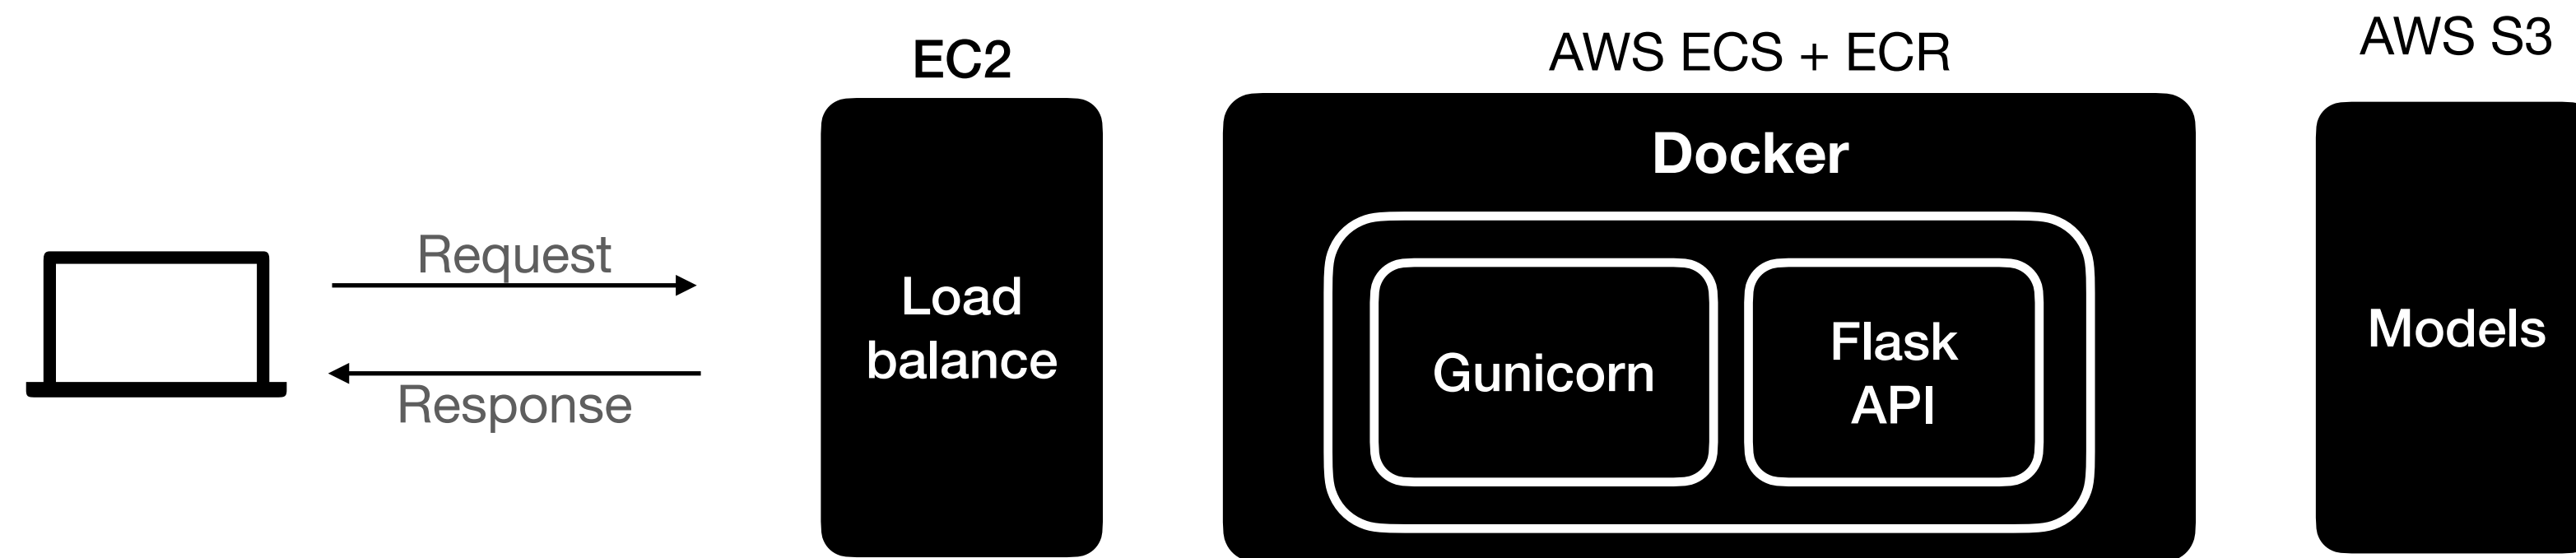 Request
Response
EC2
Load
balance
AWS ECS + ECR
Docker
Gunicorn
Flask
API
AWS S3
Models